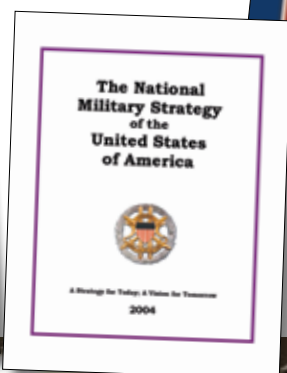 The National
Military Strategy
of the
United States
of America
A Strategy for Today; A Vision for Tomorrow
2004